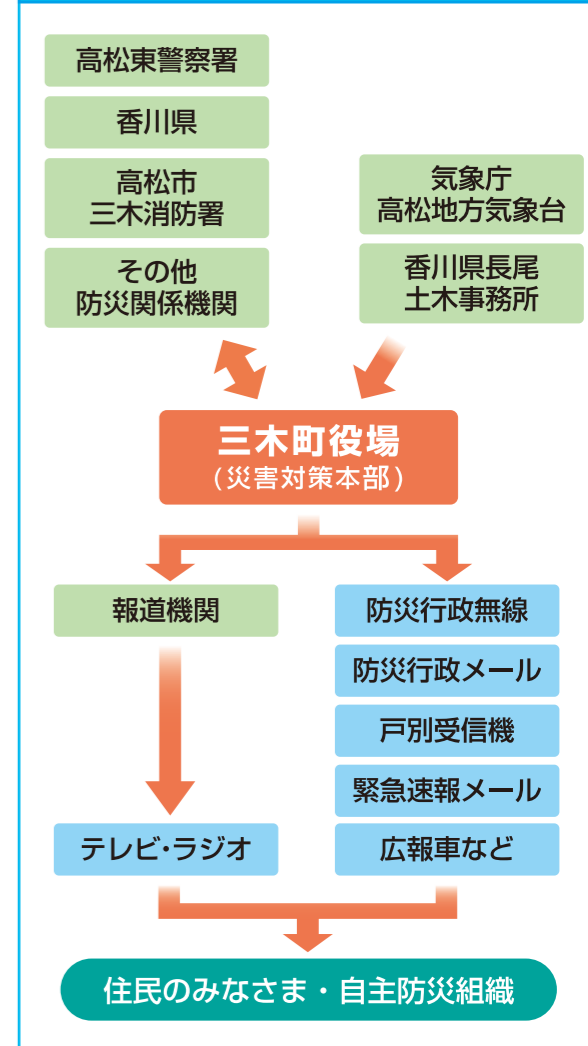 高松東警察署
香川県
高松市
三木消防署
その他
防災関係機関
気象庁
高松地方気象台
香川県長尾
土木事務所
三木町役場
(災害対策本部)
報道機関
テレビ・ラジオ
防災行政無線
防災行政メール
戸別受信機
緊急速報メール
広報車など
住民のみなさま・自主防災組織